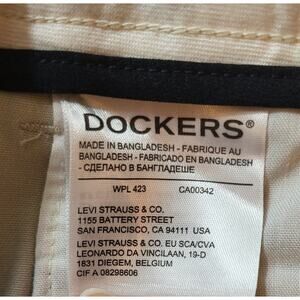 DOCKERS®
MADE IN BANGLADESH - FABRIQUE AU
BANGLADESH - FABRICADO EN BANGLADESH
- СДЕЛАНО В БАНГЛАДЕШЕ
WPL 423 CA00342
LEVI STRAUSS & CO.
1155 BATTERY STREET
SAN FRANCISCO, CA 94111 USA
LEVI STRAUSS & CO. EU SCA/CVA
LEONARDO DA VINCILAAN, 19-D
1831 DIEGEM, BELGIUM
CIF A 08298606